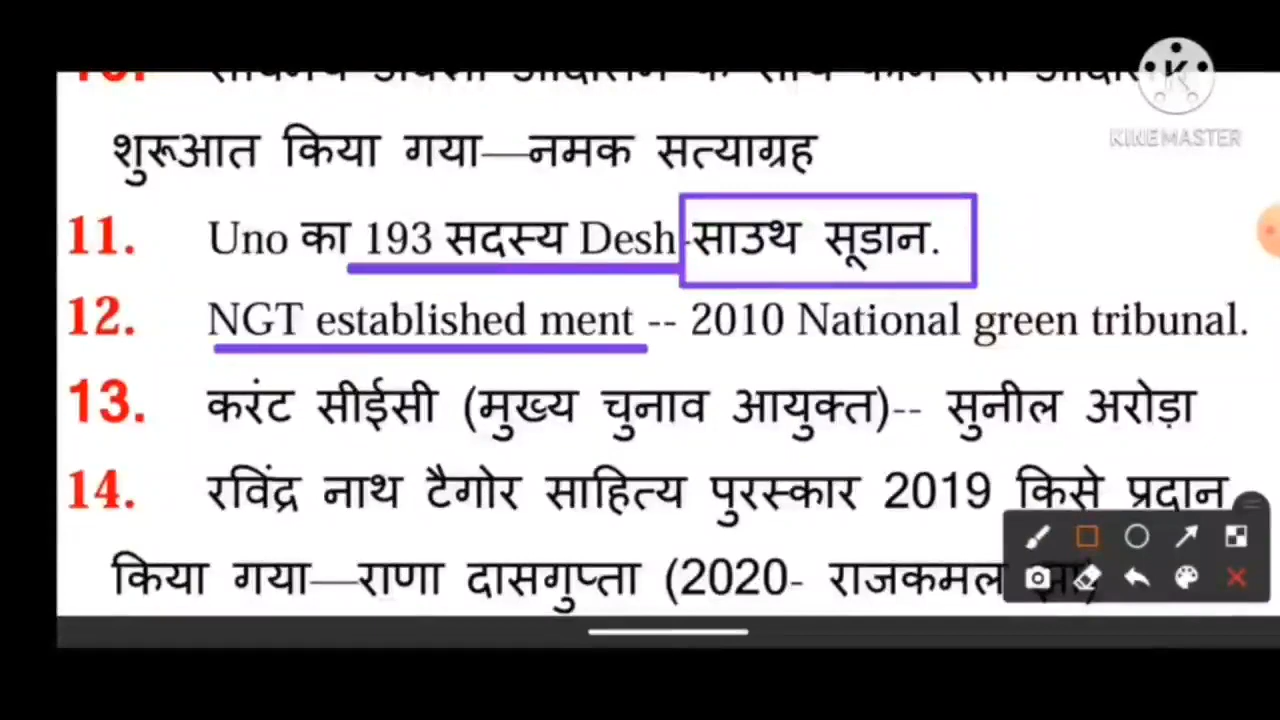 शुरूआत किया गया—नमक सत्याग्रह
KINEMASTER
11. Uno का 193 सदस्य Desh-साउथ सूडान.
12. NGT established ment -- 2010 National green tribunal.
13. करंट सीईसी (मुख्य चुनाव आयुक्त)-- सुनील अरोड़ा
14. रविंद्र नाथ टैगोर साहित्य पुरस्कार 2019 किसे प्रदान
किया गया—राणा दासगुप्ता (2020- राजकमल झा)